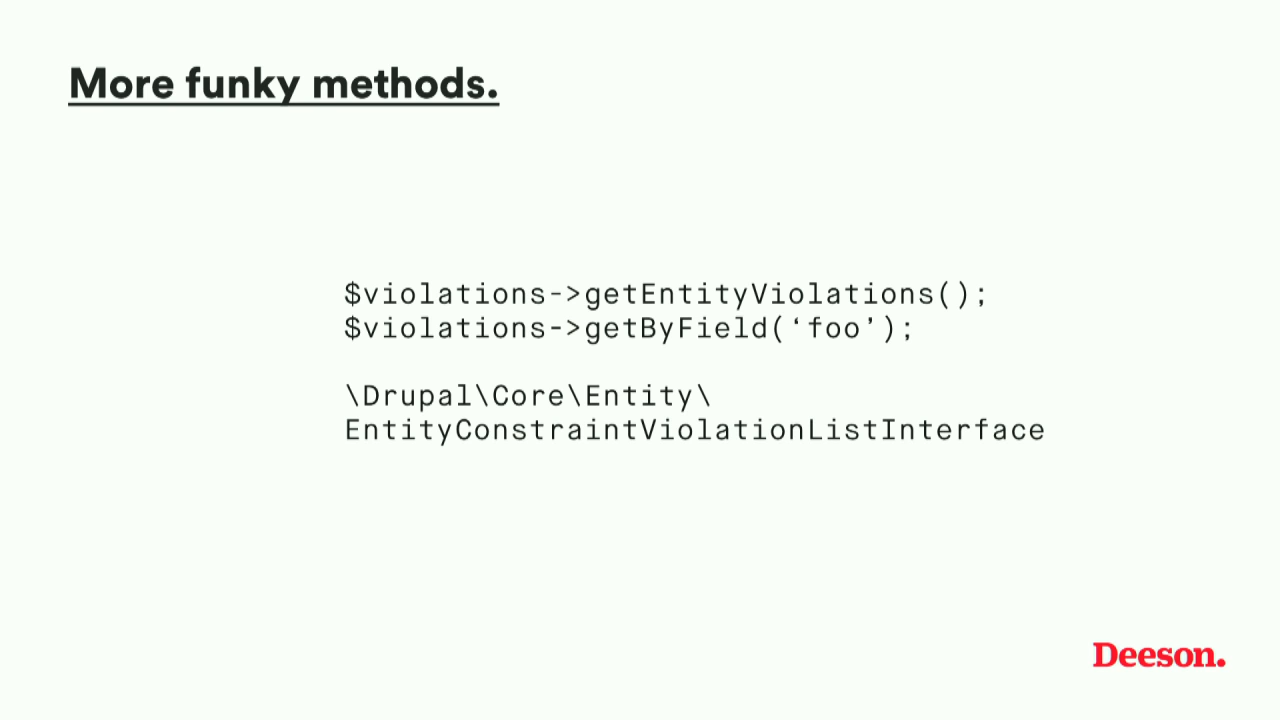 More funky methods.
$violations->getEntityViolations();
$violations->getByField(‘foo’);
\Drupal\Core\Entity\
EntityConstraintViolationListInterface
Deeson.